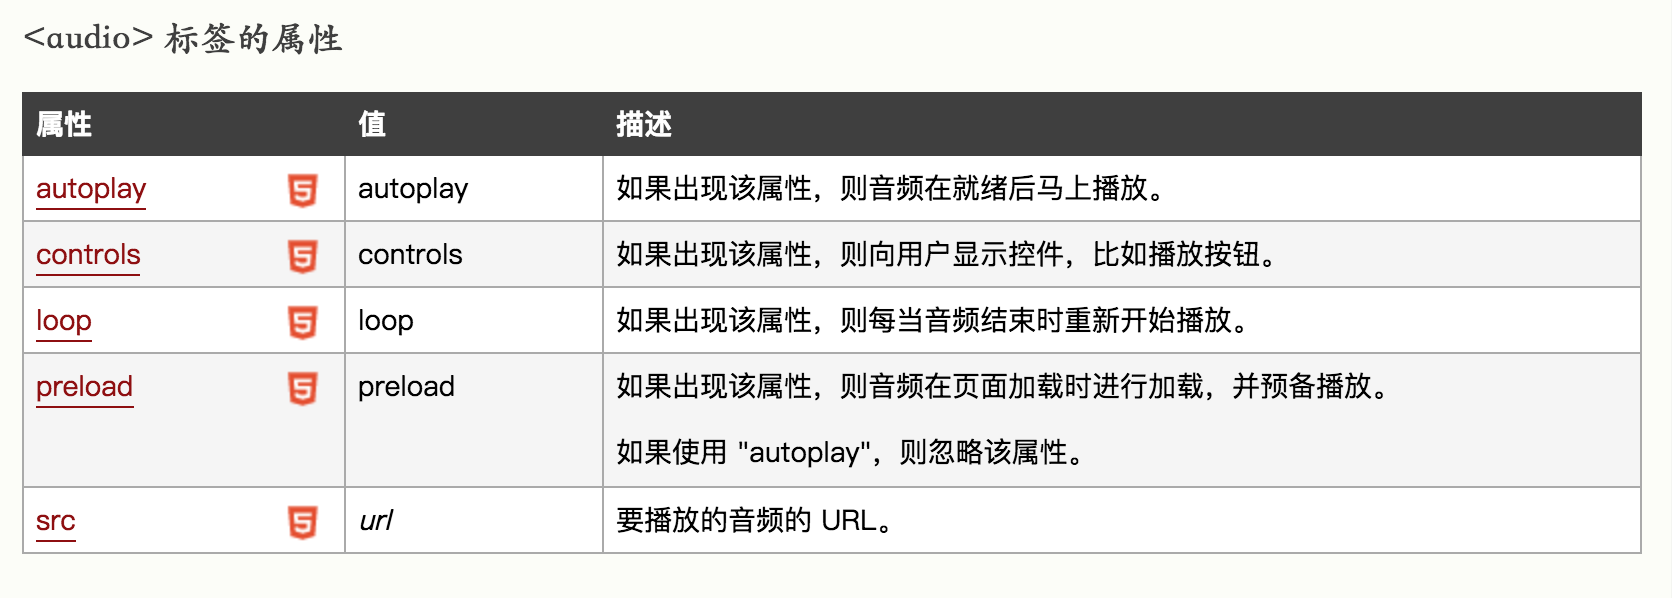 <audio> 标签的属性
属性 值 描述
autoplay 5 autoplay 如果出现该属性，则音频在就绪后马上播放。
controls 5 controls 如果出现该属性，则向用户显示控件，比如播放按钮。
loop 5 loop 如果出现该属性，则每当音频结束时重新开始播放。
preload 5 preload 如果出现该属性，则音频在页面加载时进行加载，并预备播放。
如果使用 "autoplay"，则忽略该属性。
src 5 url 要播放的音频的 URL。